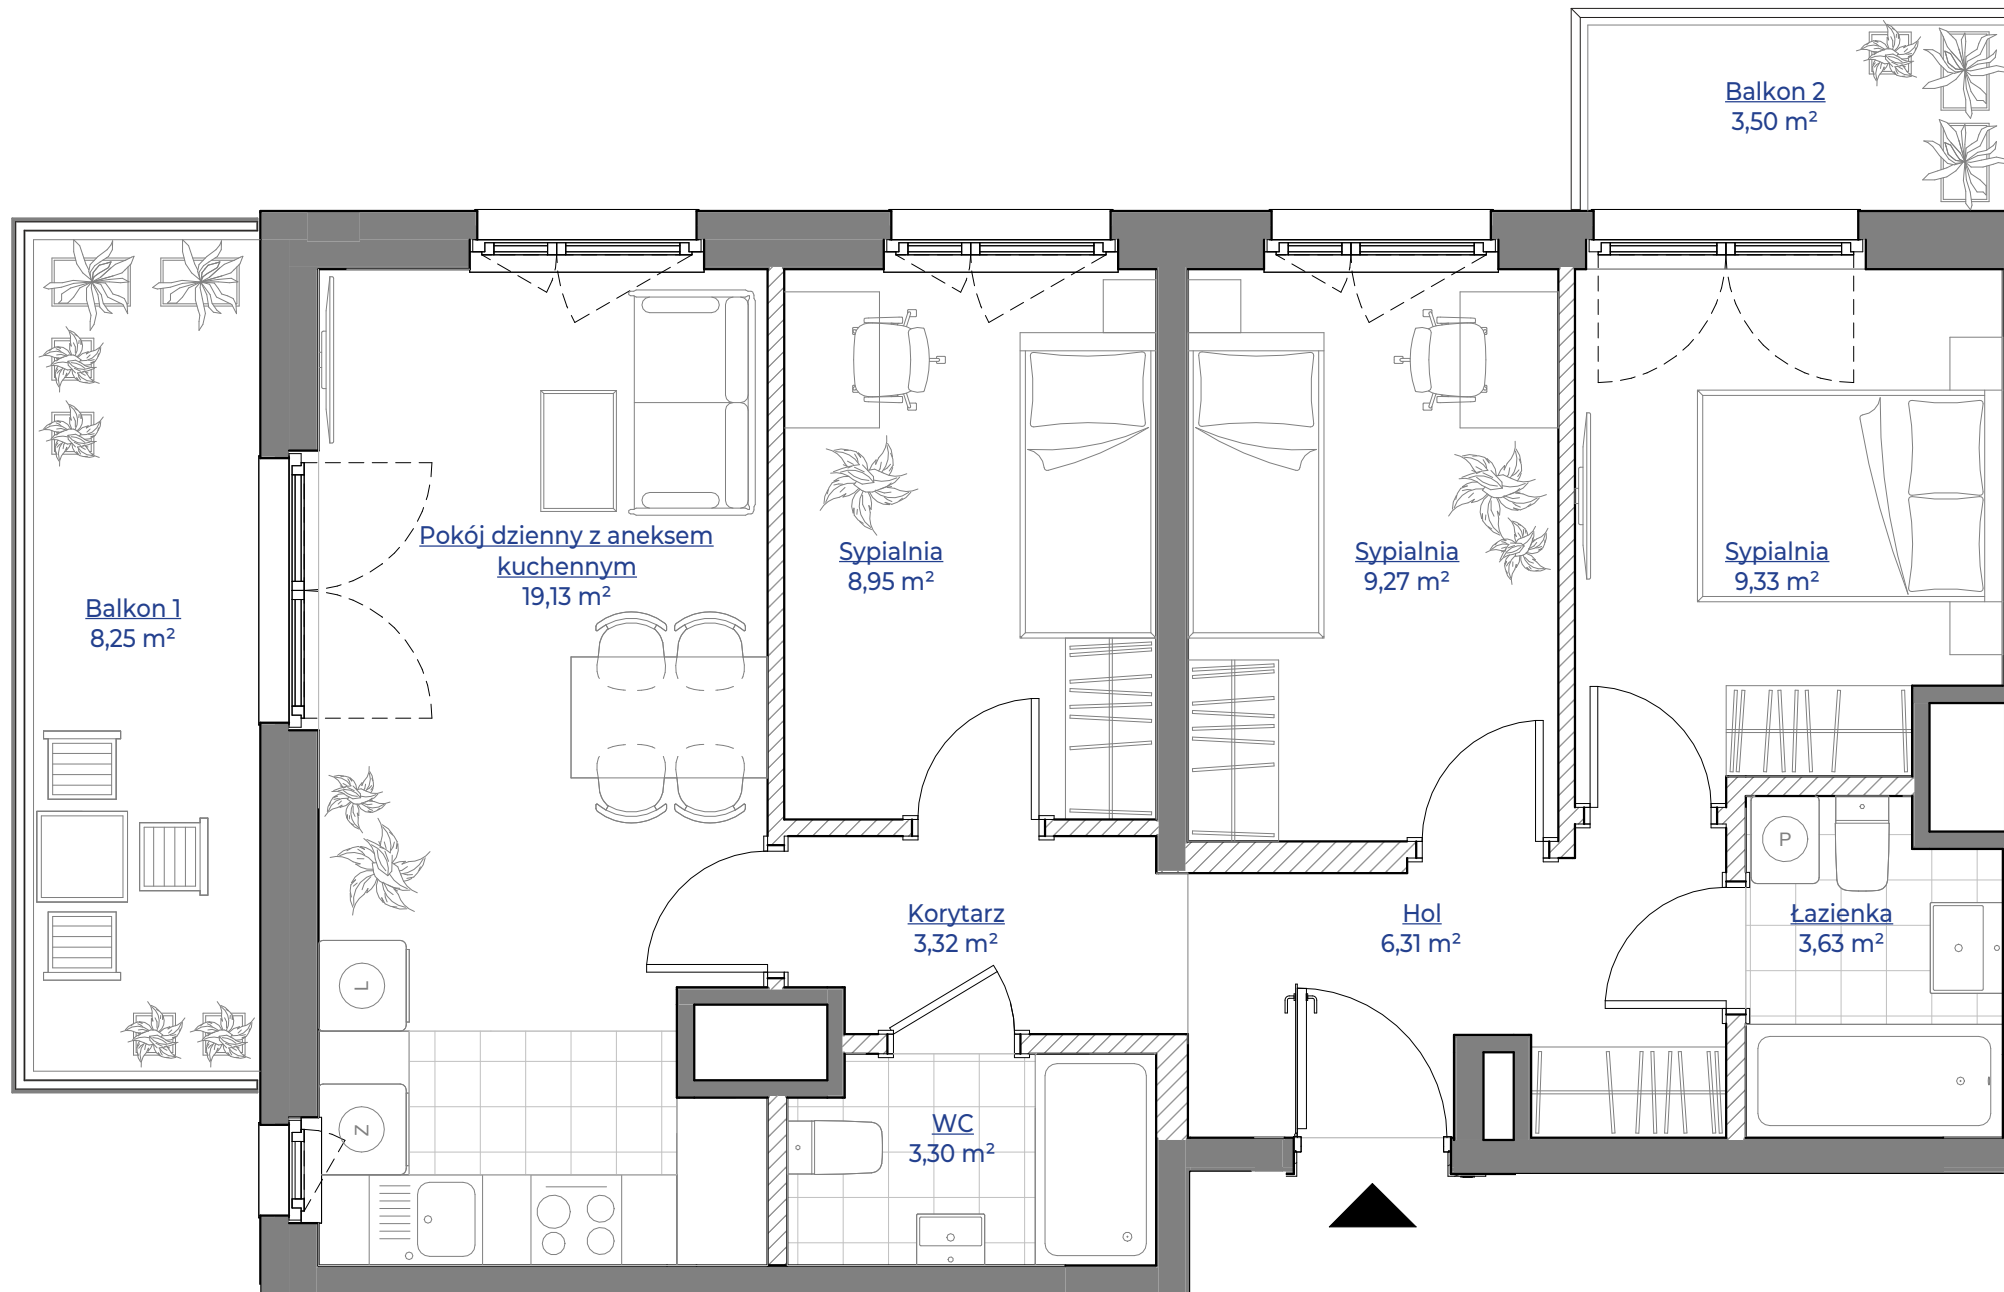 Balkon 2
3,50 m²
Pokój dzienny z aneksem
kuchennym
19,13 m²
Sypialnia
8,95 m²
Sypialnia
9,27 m²
Sypialnia
9,33 m²
Balkon 1
8,25 m²
P
Korytarz
3,32 m²
Hol
6,31 m²
Łazienka
3,63 m²
L
Z
WC
3,30 m²